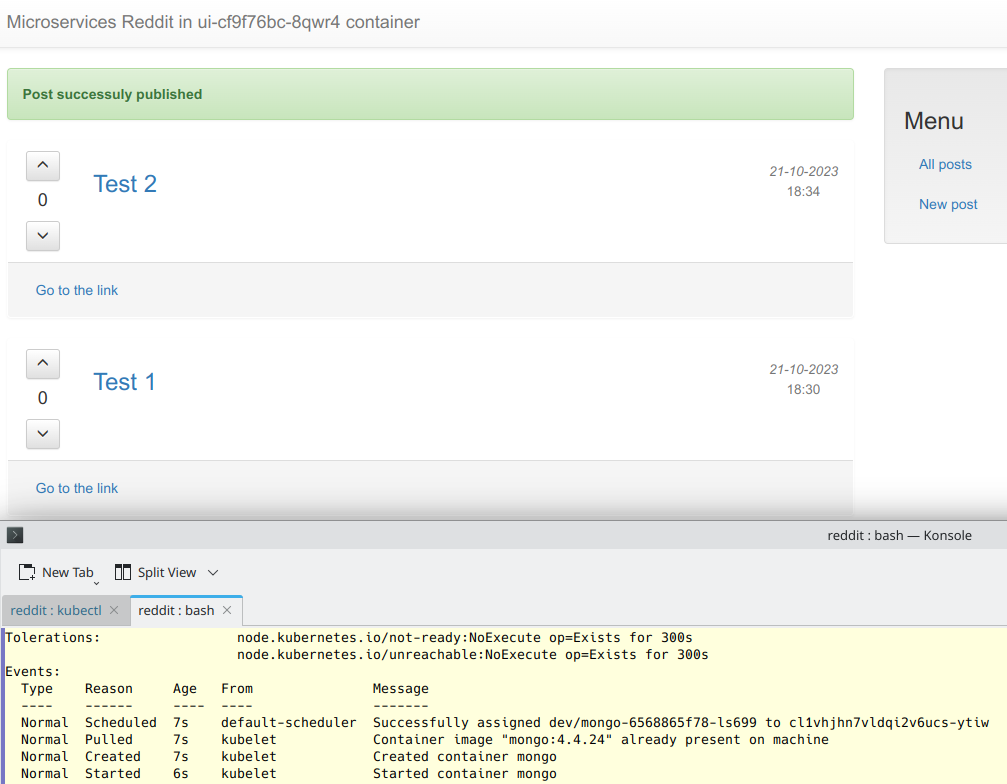 Microservices Reddit in ui-cf9f76bc-8qwr4 container
Post successuly published
Menu
All posts
New post
0
Test 2
21-10-2023
18:34
Go to the link
0
Test 1
21-10-2023
18:30
Go to the link
reddit : bash — Konsole
New Tab
Split View
reddit : kubectl
reddit : bash
Tolerations: node.kubernetes.io/not-ready:NoExecute op=Exists for 300s
node.kubernetes.io/unreachable:NoExecute op=Exists for 300s
Events:
Type Reason Age From Message
---- ------ ---- ---- -------
Normal Scheduled 7s default-scheduler Successfully assigned dev/mongo-6568865f78-ls699 to cl1vhjhn7vldqi2v6ucs-ytiw
Normal Pulled 7s kubelet Container image "mongo:4.4.24" already present on machine
Normal Created 7s kubelet Created container mongo
Normal Started 6s kubelet Started container mongo